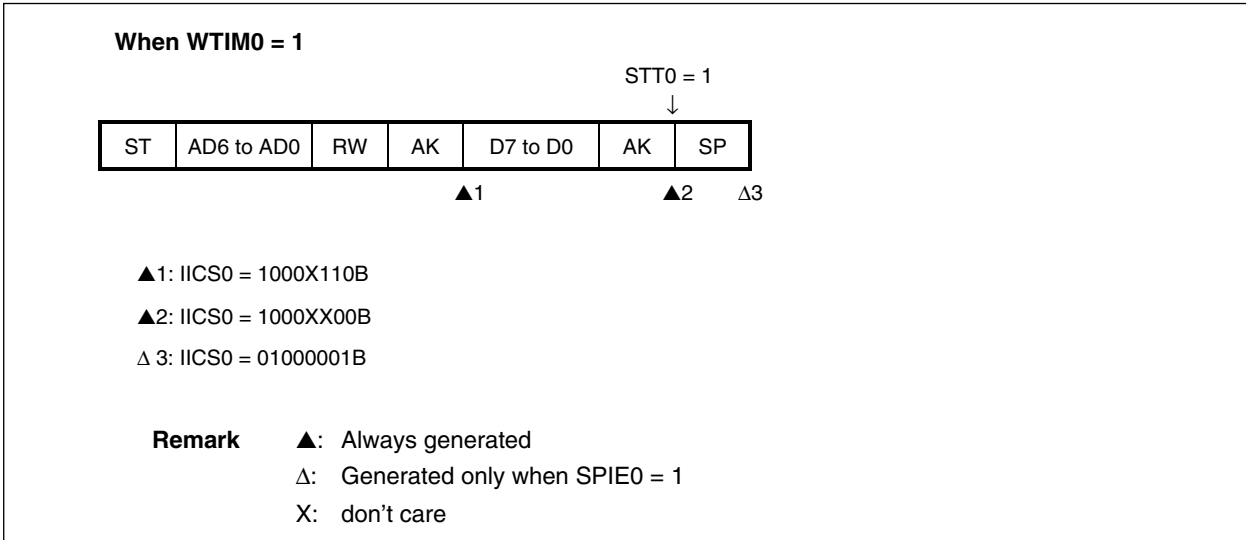 When WTIM0 = 1
STT0 = 1
↓
ST AD6 to AD0 RW AK D7 to D0 AK SP
▲1 ▲2 Δ3
▲1: IICS0 = 1000X110B
▲2: IICS0 = 1000XX00B
Δ 3: IICS0 = 01000001B
Remark ▲: Always generated
Δ: Generated only when SPIE0 = 1
X: don't care